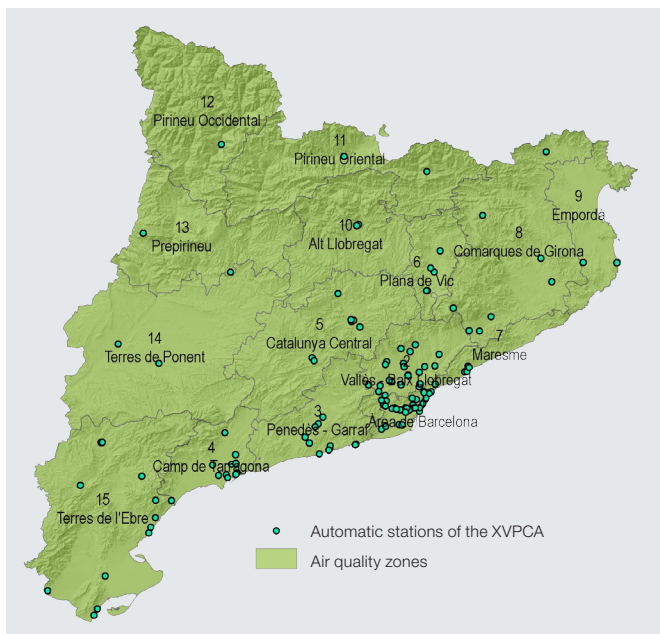 12
Pirineu Occidental
11
Pirineu Oriental
9
Empordà
13
Prepirineu
10
Alt Llobregat
8
Comarques de Girona
6
Plana de Vic
14
Terres de Ponent
5
Catalunya Central
7
Maresme
2
Vallès - Baix Llobregat
3
Penedès - Garraf
Àrea de Barcelona
4
Camp de Tarragona
15
Terres de l'Ebre
Automatic stations of the XVPCA
Air quality zones